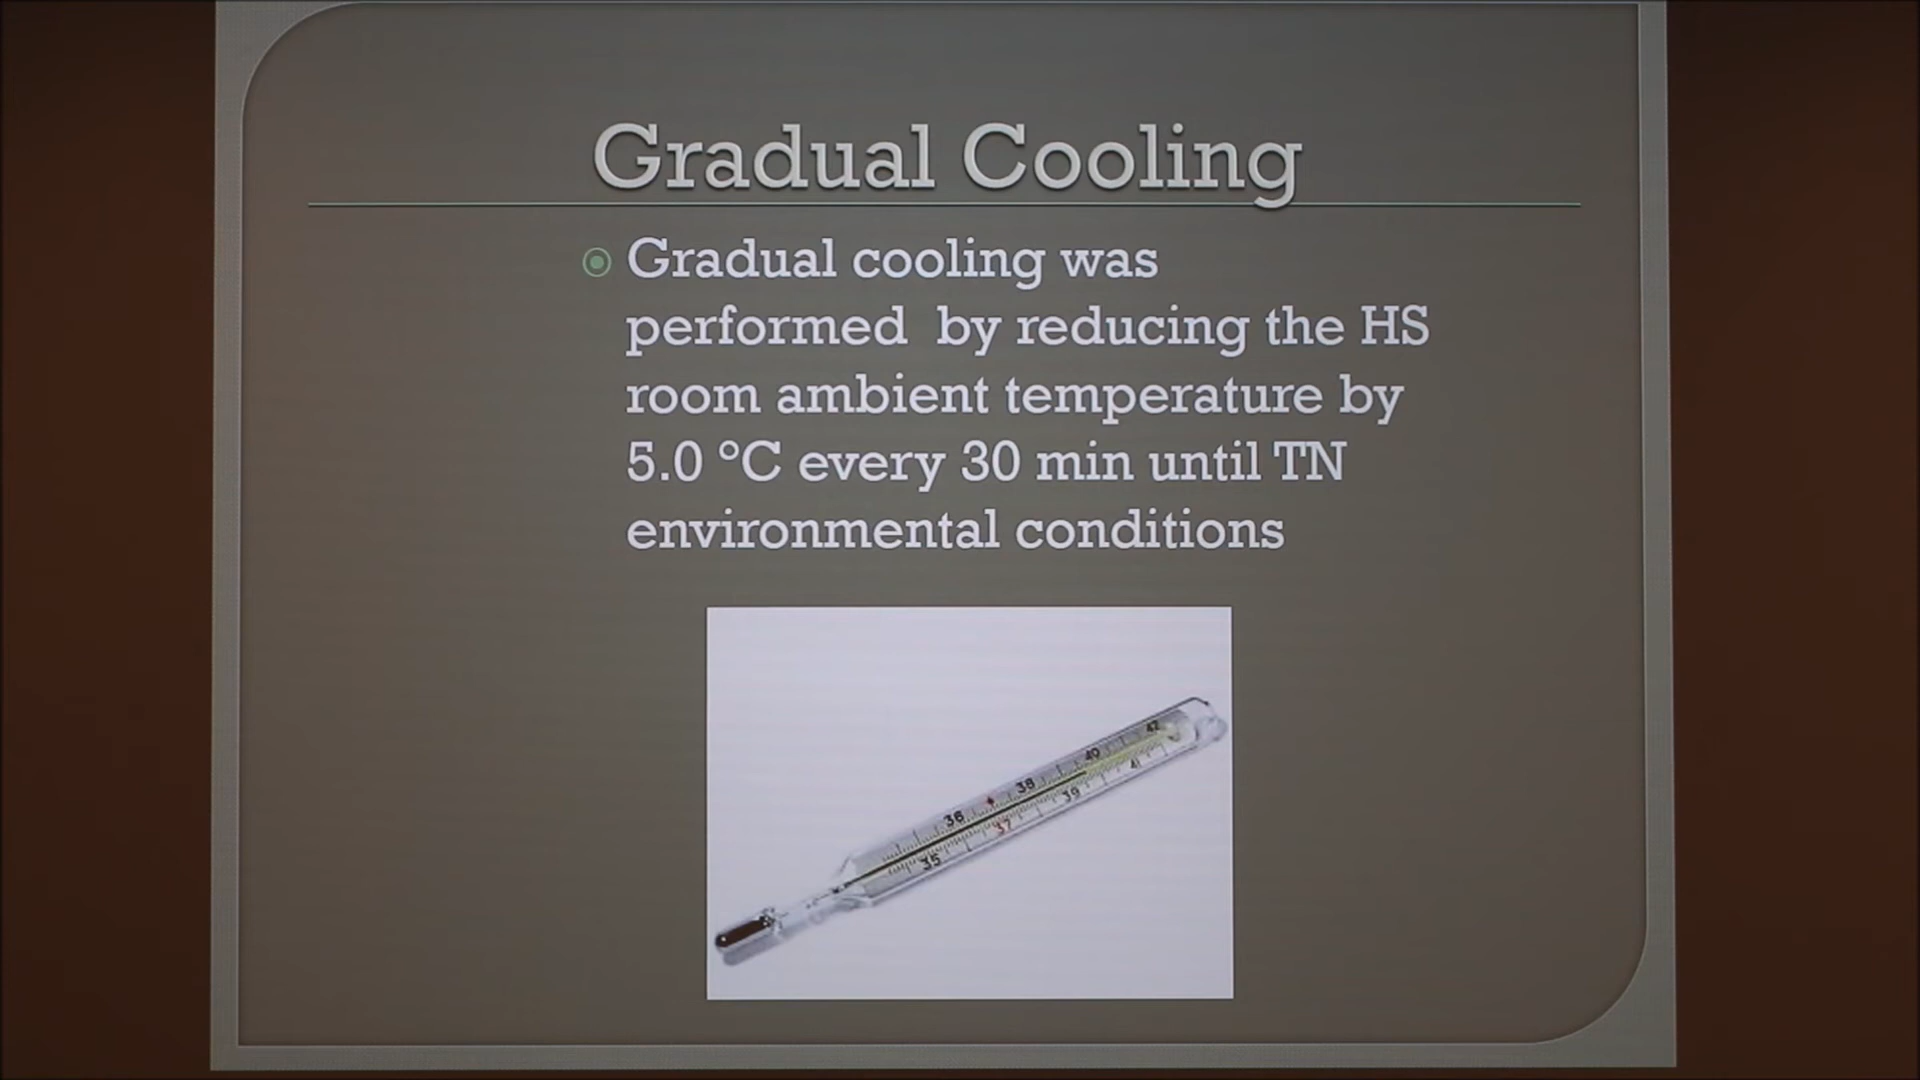 Gradual Cooling
Gradual cooling was
performed by reducing the HS
room ambient temperature by
5.0 °C every 30 min until TN
environmental conditions
42
40
41
38
39
36
37
35